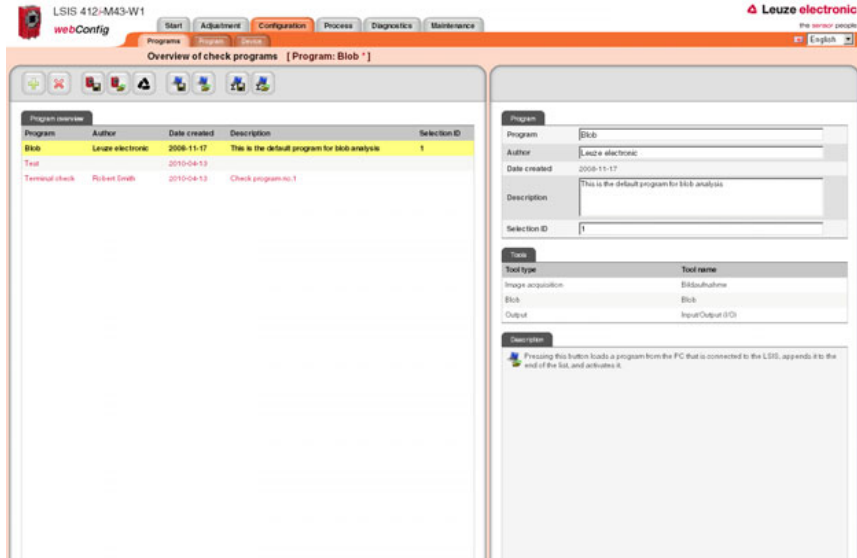 LSIS 412i-M43-W1
webConfig
Leuze electronic
the sensor people
Start Adjustment Configuration Process Diagnostics Maintenance
Programs Program Device
English
Overview of check programs [ Program: Blob * ]
Program overview
Program Author Date created Description Selection ID
Blob Leuze electronic 2008-11-17 This is the default program for blob analysis 1
Test 2010-04-13
Terminal check Robert Smith 2010-04-13 Check program no.1
Program
Program Blob
Author Leuze electronic
Date created 2008-11-17
Description This is the default program for blob analysis
Selection ID 1
Tools
Tool type Tool name
Image acquisition Bildaufnahme
Blob Blob
Output Input/Output (I/O)
Description
Pressing this button loads a program from the PC that is connected to the LSIS, appends it to the
end of the list, and activates it.